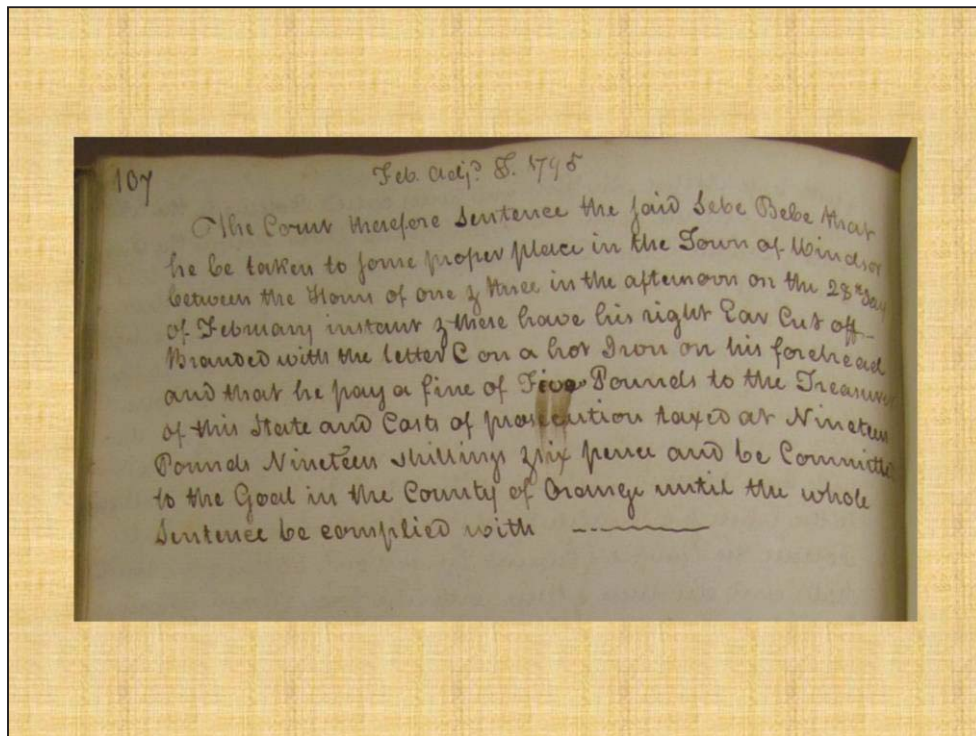 107
Feb. Adj.d S. 1795
The Court therefore Sentence the said Sebe Bebe that
he be taken to some proper place in the Town of Windsor
between the Hours of one & three in the afternoon on the 28th Day
of February instant & there have his right Ear Cut off -
Branded with the letter C on a hot Iron on his forehead
and that he pay a fine of Five Pounds to the Treasurer
of this State and Costs of prosecution taxed at Nineteen
Pounds Nineteen shillings & six pence and be Committed
to the Goal in the County of Orange until the whole
Sentence be complied with